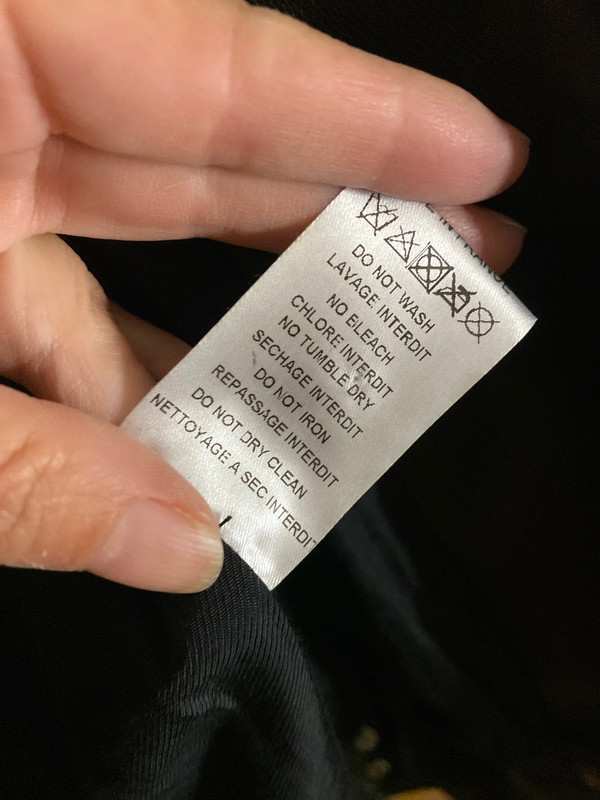 DO NOT WASH
LAVAGE INTERDIT
NO BLEACH
CHLORE INTERDIT
NO TUMBLE DRY
SECHAGE INTERDIT
DO NOT IRON
REPASSAGE INTERDIT
DO NOT DRY CLEAN
NETTOYAGE A SEC INTERDIT